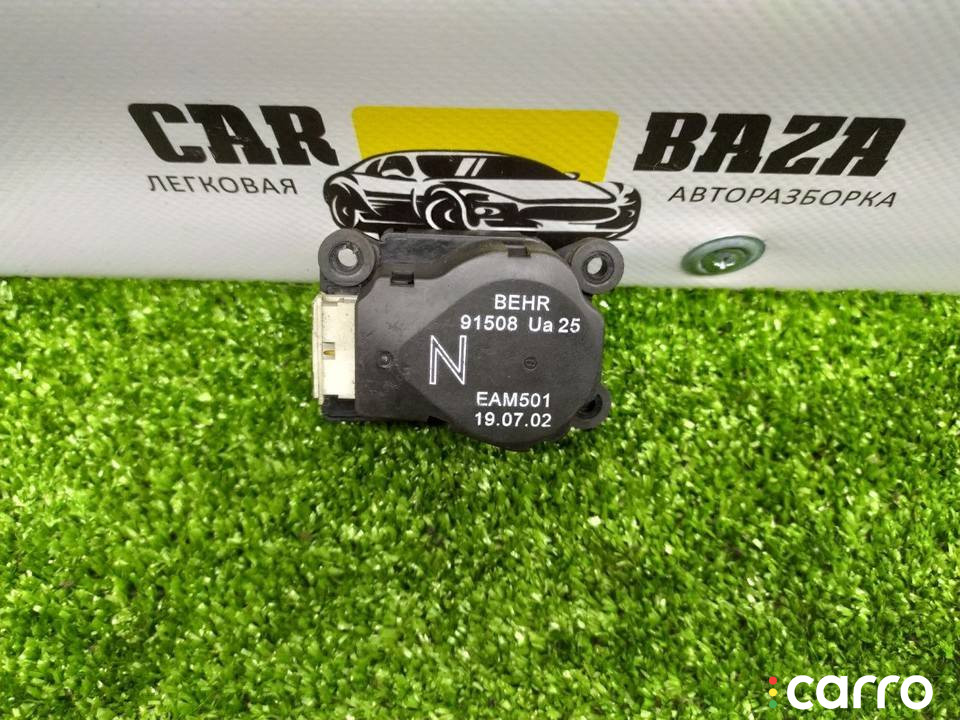 CAR BAZA
ЛЕГКОВАЯ АВТОРАЗБОРКА
BEHR
91508 Ua 25
N
EAM501
19.07.02
carro